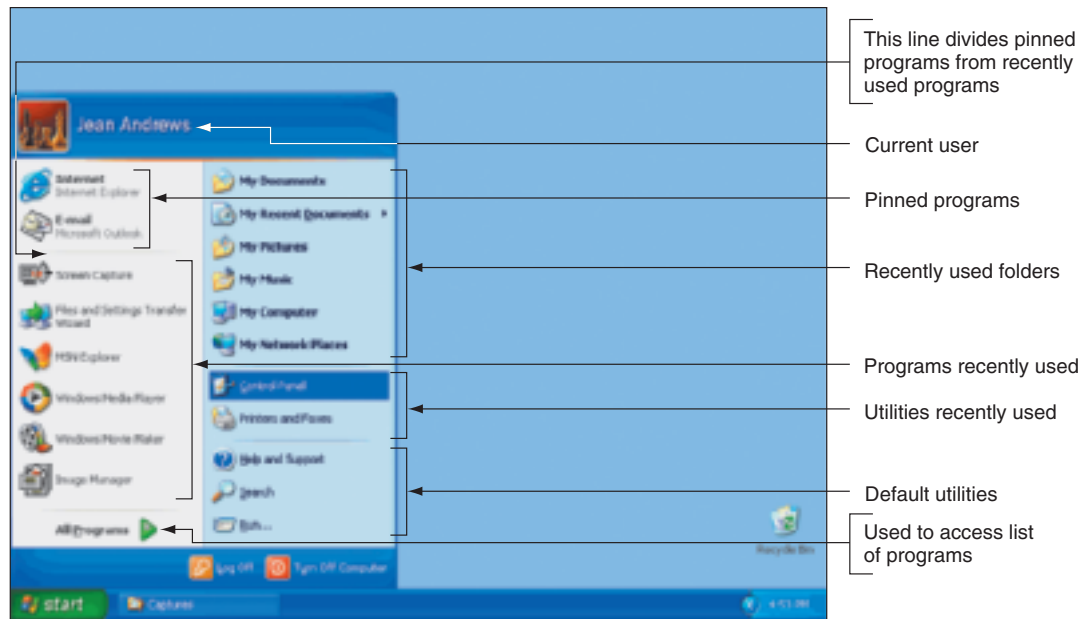 This line divides pinned
programs from recently
used programs
Jean Andrews
Current user
Internet
Internet Explorer
E-mail
Microsoft Outlook
Pinned programs
My Documents
My Recent Documents
My Pictures
My Music
My Computer
My Network Places
Recently used folders
Screen Capture
Files and Settings Transfer
Wizard
MSN Explorer
Windows Media Player
Windows Movie Maker
Image Manager
Programs recently used
Control Panel
Printers and Faxes
Utilities recently used
Help and Support
Search
Run...
Default utilities
All Programs
Used to access list
of programs
Recycle Bin
Log Off
Turn Off Computer
start
Captures
4:53 PM